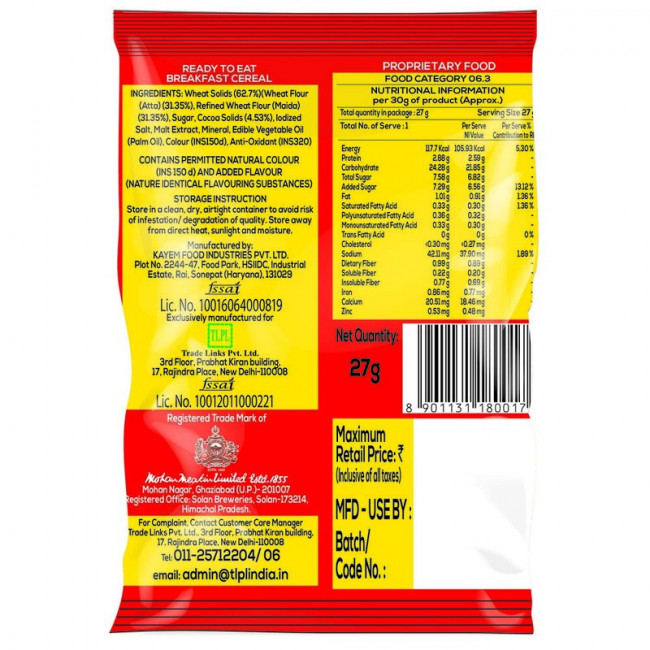 READY TO EAT
BREAKFAST CEREAL
INGREDIENTS: Wheat Solids (62.7%)(Wheat Flour
(Atta) (31.35%), Refined Wheat Flour (Maida)
(31.35%), Sugar, Cocoa Solids (4.53%), Iodized
Salt, Malt Extract, Mineral, Edible Vegetable Oil
(Palm Oil), Colour (INS150d), Anti-Oxidant (INS320)
CONTAINS PERMITTED NATURAL COLOUR
(INS 150 d) AND ADDED FLAVOUR
(NATURE IDENTICAL FLAVOURING SUBSTANCES)
STORAGE INSTRUCTION
Store in a clean, dry, airtight container to avoid risk
of infestation/ degradation of quality. Store away
from direct heat, sunlight and moisture.
Manufactured by:
KAYEM FOOD INDUSTRIES PVT. LTD.
Plot No. 2244-47, Food Park, HSIIDC, Industrial
Estate, Rai, Sonepat (Haryana), 131029
fssai
Lic. No. 10016064000819
Exclusively manufactured for
TLPL
Trade Links Pvt. Ltd.
3rd Floor, Prabhat Kiran building,
17, Rajindra Place, New Delhi-110008
fssai
Lic. No. 10012011000221
Registered Trade Mark of
Mohan Meakin Limited Estd. 1855
Mohan Nagar, Ghaziabad (U.P.)- 201007
Registered Office: Solan Breweries, Solan-173214,
Himachal Pradesh.
For Complaint, Contact Customer Care Manager
Trade Links Pvt. Ltd., 3rd Floor, Prabhat Kiran building,
17, Rajindra Place, New Delhi-110008
Tel: 011-25712204/ 06
email: admin@tlplindia.in
PROPRIETARY FOOD
FOOD CATEGORY 06.3
NUTRITIONAL INFORMATION
per 30g of product (Approx.)
Total quantity in package : 27 g Serving Size 27
Total No. of Serve : 1 Per Serve Per Serve %
NI Value Contribution to R
Energy 117.7 Kcal 105.93 Kcal 5.30 %
Protein 2.88 g 2.59 g
Carbohydrate 24.28 g 21.85 g
Total Sugar 7.58 g 6.82 g
Added Sugar 7.29 g 6.56 13.12 %
Fat 1.01 g 0.91 1.36 %
Saturated Fatty Acid 0.33 g 0.30 1.36 %
Polyunsaturated Fatty Acid 0.36 g 0.32
Monounsaturated Fatty Acid 0.33 g 0.30
Trans Fatty Acid 0 g 0 g 0 %
Cholesterol <0.30 mg <0.27 mg
Sodium 42.11 mg 37.90 mg 1.89 %
Dietary Fiber 0.99 g 0.89 g
Soluble Fiber 0.22 g 0.20
Insoluble Fiber 0.77 g 0.69 g
Iron 0.86 mg 0.77 mg
Calcium 20.51 mg 18.46 mg
Zinc 0.53 mg 0.48 mg
Net Quantity:
27g
8 901131 180017
Maximum
Retail Price: ₹
(Inclusive of all taxes)
MFD - USE BY :
Batch/
Code No. :